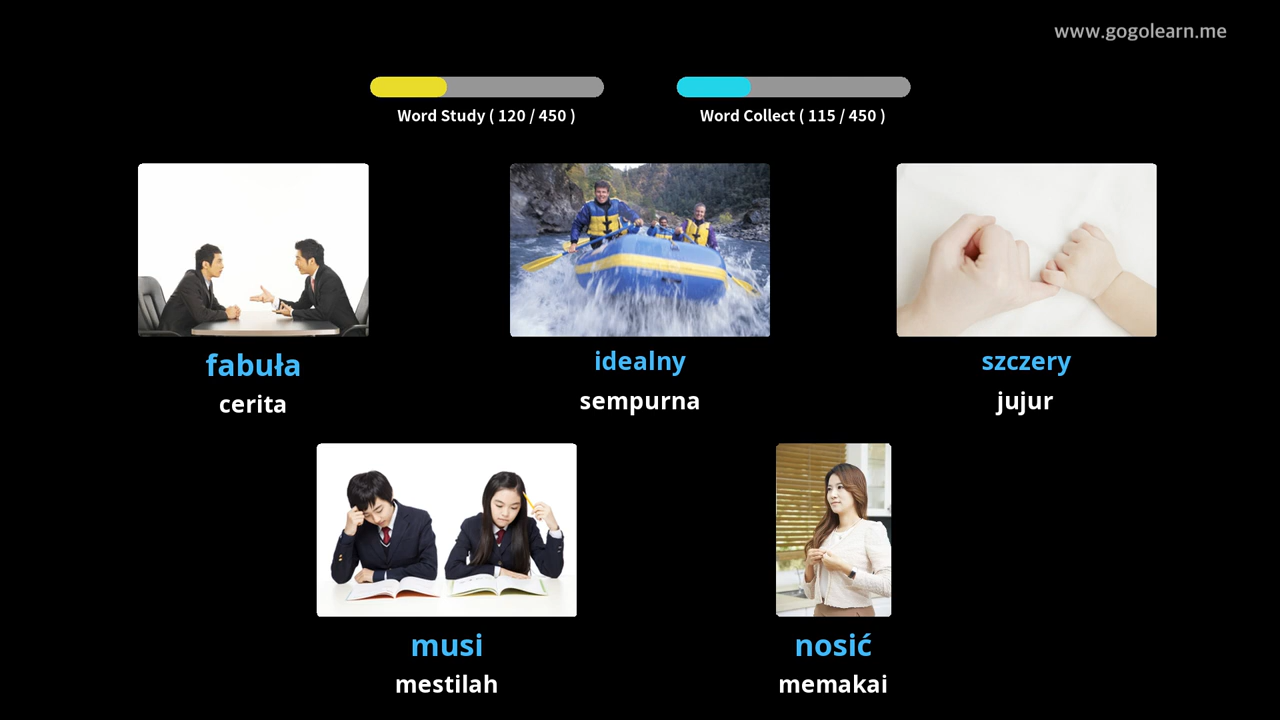 www.gogolearn.me
Word Study ( 120 / 450 )
Word Collect ( 115 / 450 )
fabuła
cerita
idealny
sempurna
szczery
jujur
musi
mestilah
nosić
memakai